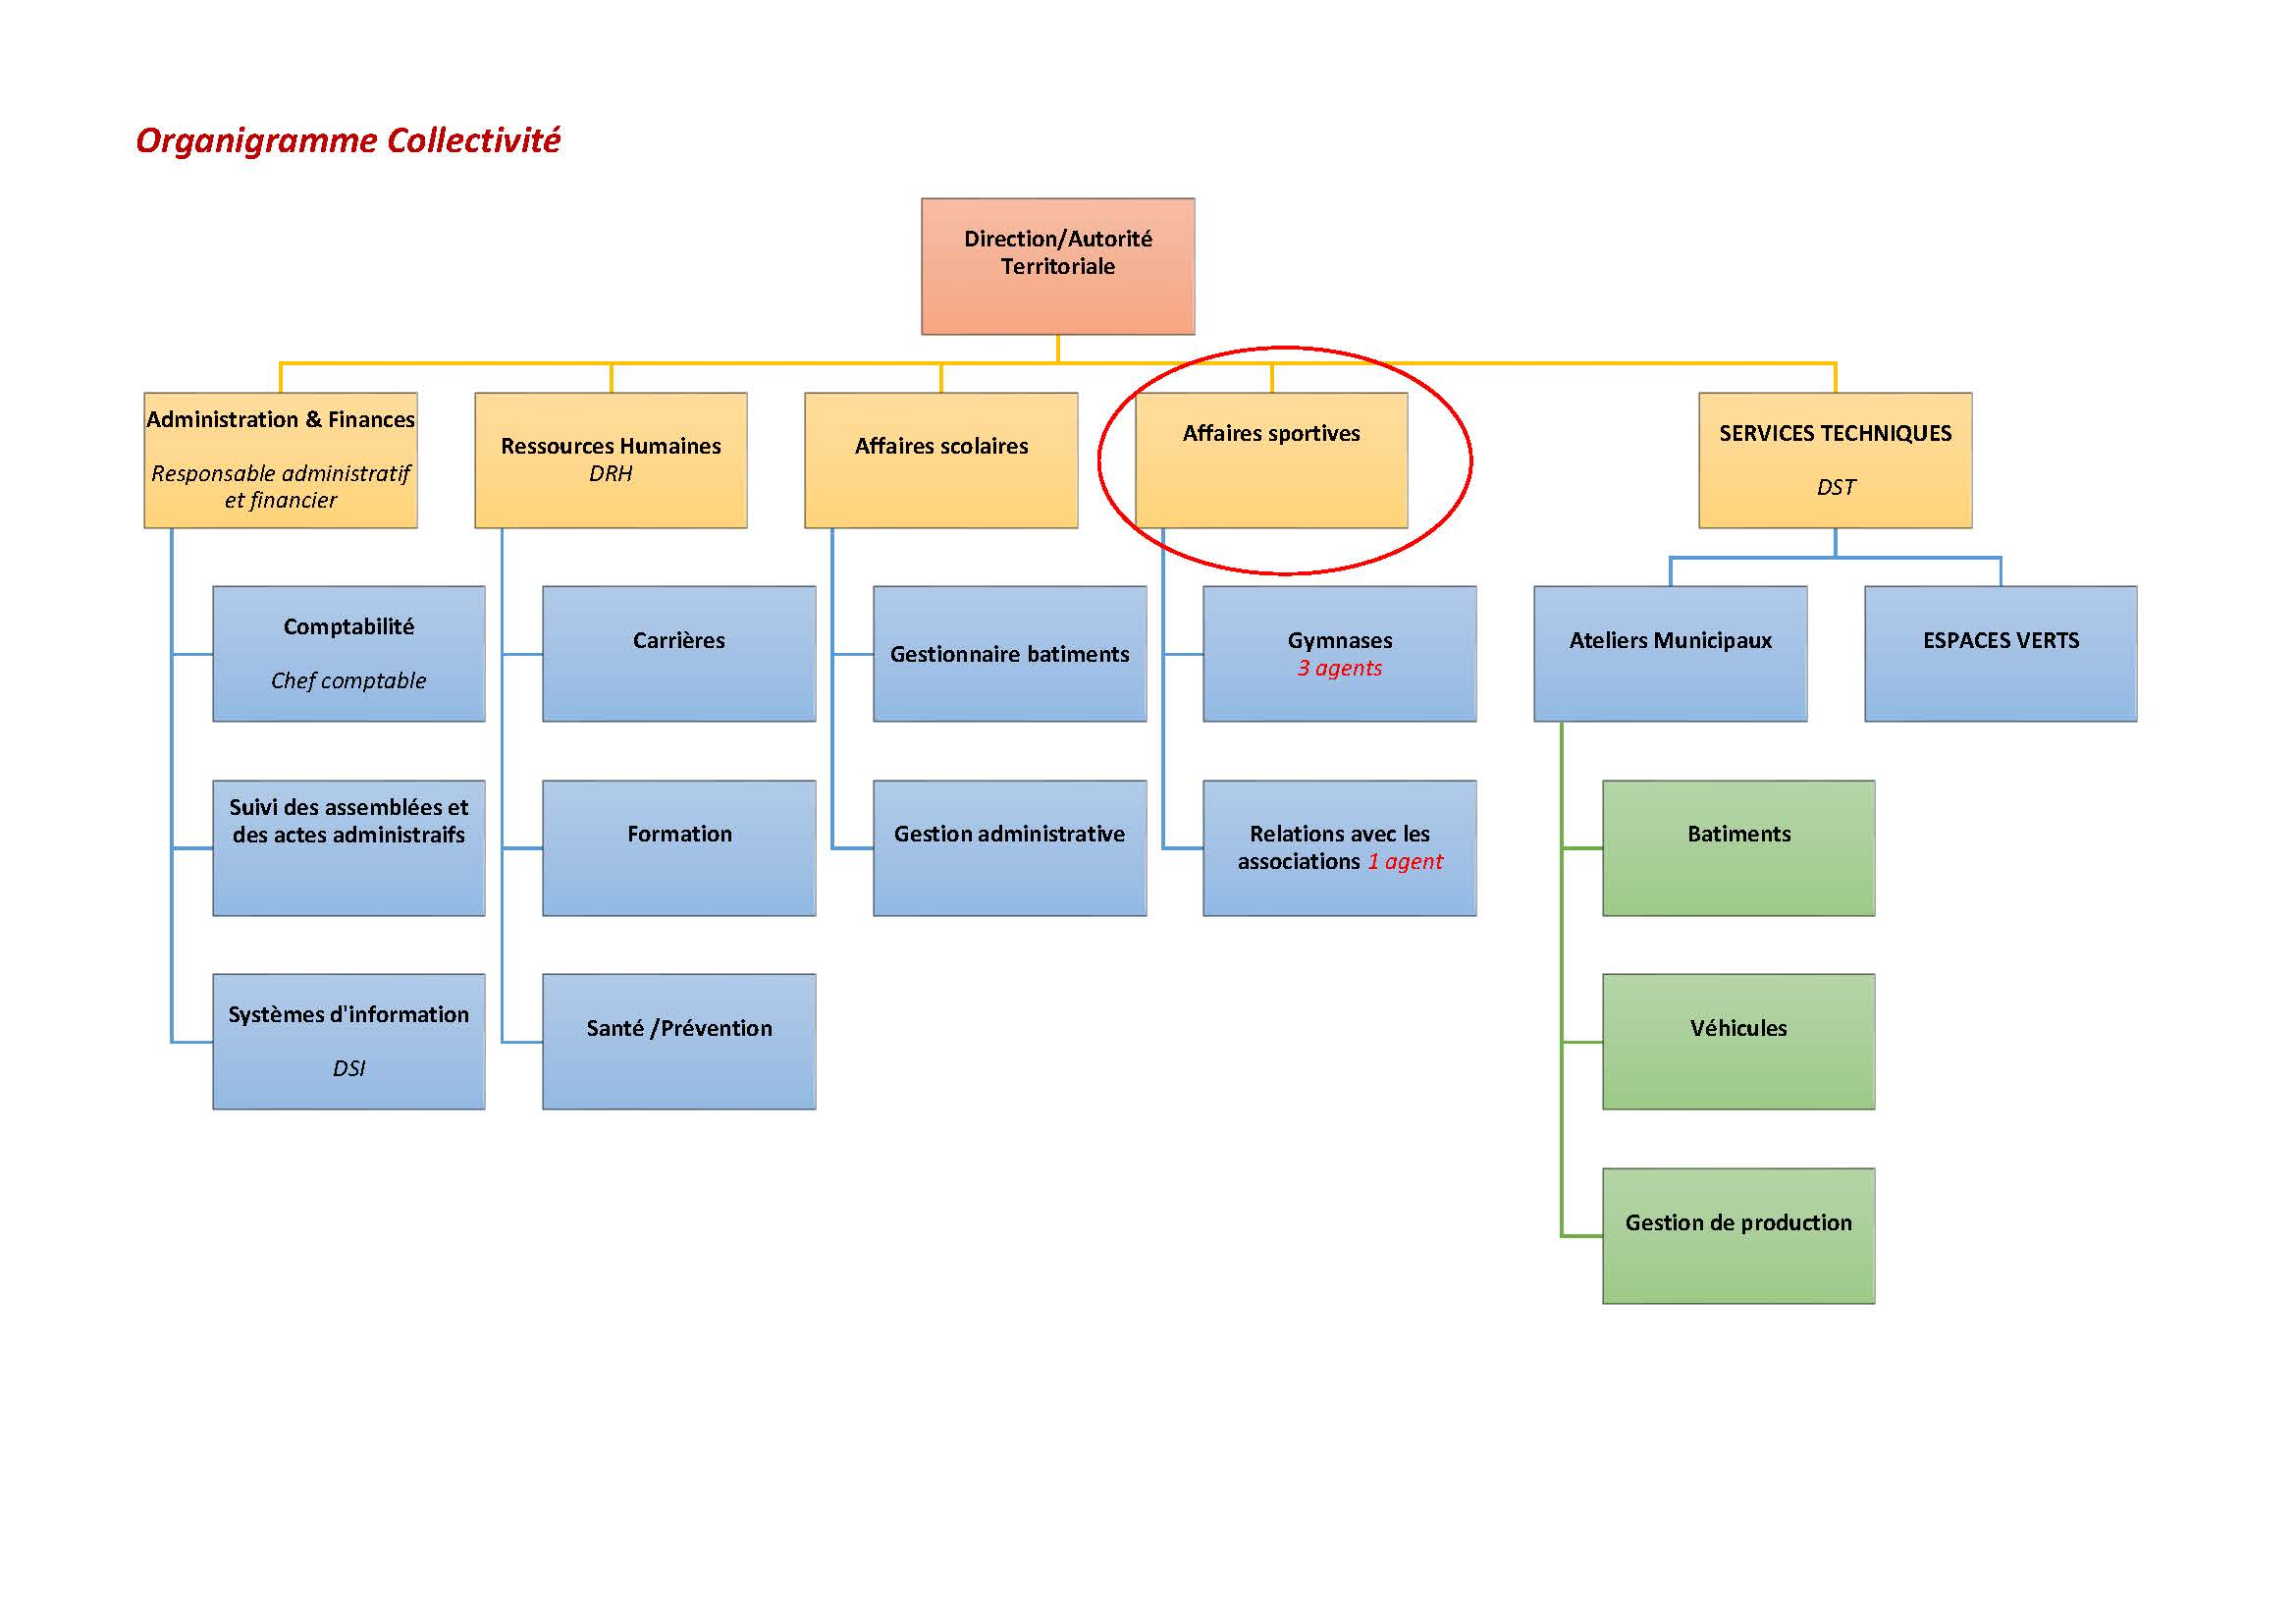 Organigramme Collectivité
Direction/Autorité
Territoriale
Administration & Finances
Responsable administratif
et financier
Ressources Humaines
DRH
Affaires scolaires
Affaires sportives
SERVICES TECHNIQUES
DST
Comptabilité
Chef comptable
Carrières
Gestionnaire batiments
Gymnases
3 agents
Ateliers Municipaux
ESPACES VERTS
Suivi des assemblées et
des actes administraifs
Formation
Gestion administrative
Relations avec les
associations 1 agent
Batiments
Systèmes d'information
DSI
Santé /Prévention
Véhicules
Gestion de production